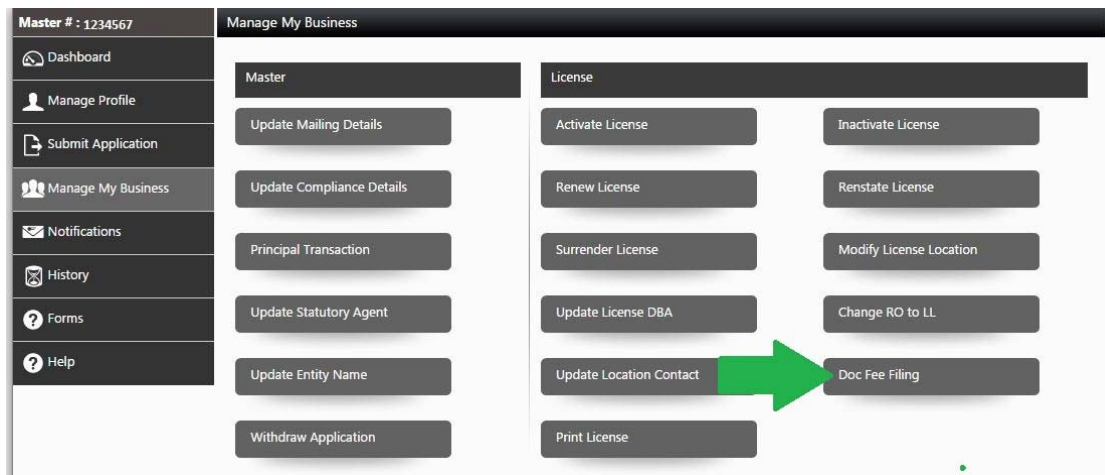 Master # : 1234567
Manage My Business
Dashboard
Manage Profile
Submit Application
Manage My Business
Notifications
History
Forms
Help
Master
Update Mailing Details
Update Compliance Details
Principal Transaction
Update Statutory Agent
Update Entity Name
Withdraw Application
License
Activate License
Inactivate License
Renew License
Renstate License
Surrender License
Modify License Location
Update License DBA
Change RO to LL
Update Location Contact
Doc Fee Filing
Print License